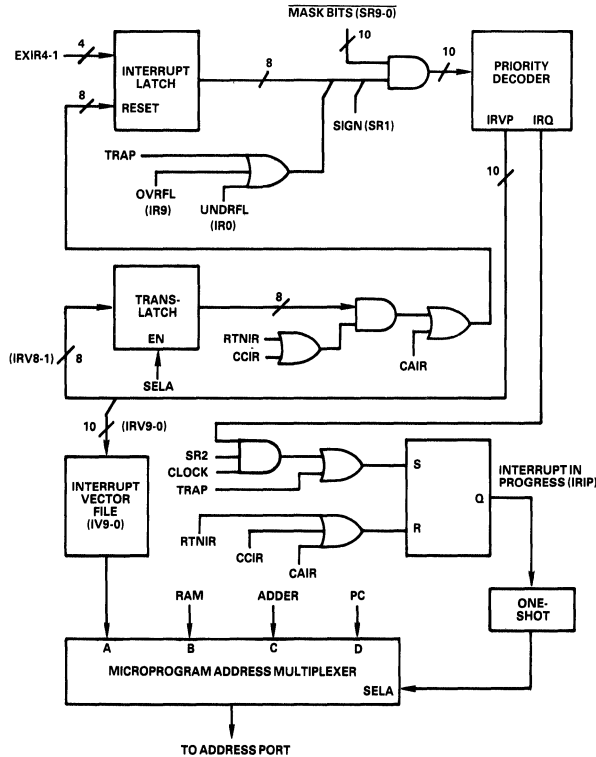 MASK BITS (SR9-0)
EXIR4-1
4
INTERRUPT
LATCH
RESET
8
8
10
10
SIGN (SR1)
PRIORITY
DECODER
IRVP IRQ
10
TRAP
OVRFL
(IR9)
UNDRFL
(IR0)
TRANS-
LATCH
EN
SELA
8
RTNIR
CCIR
CAIR
(IRV8-1)
8
10
(IRV9-0)
INTERRUPT
VECTOR
FILE
(IV9-0)
SR2
CLOCK
TRAP
RTNIR
CCIR
CAIR
S
R
Q
INTERRUPT IN
PROGRESS (IRIP)
ONE-
SHOT
RAM
ADDER
PC
A
B
C
D
MICROPROGRAM ADDRESS MULTIPLEXER
SELA
TO ADDRESS PORT